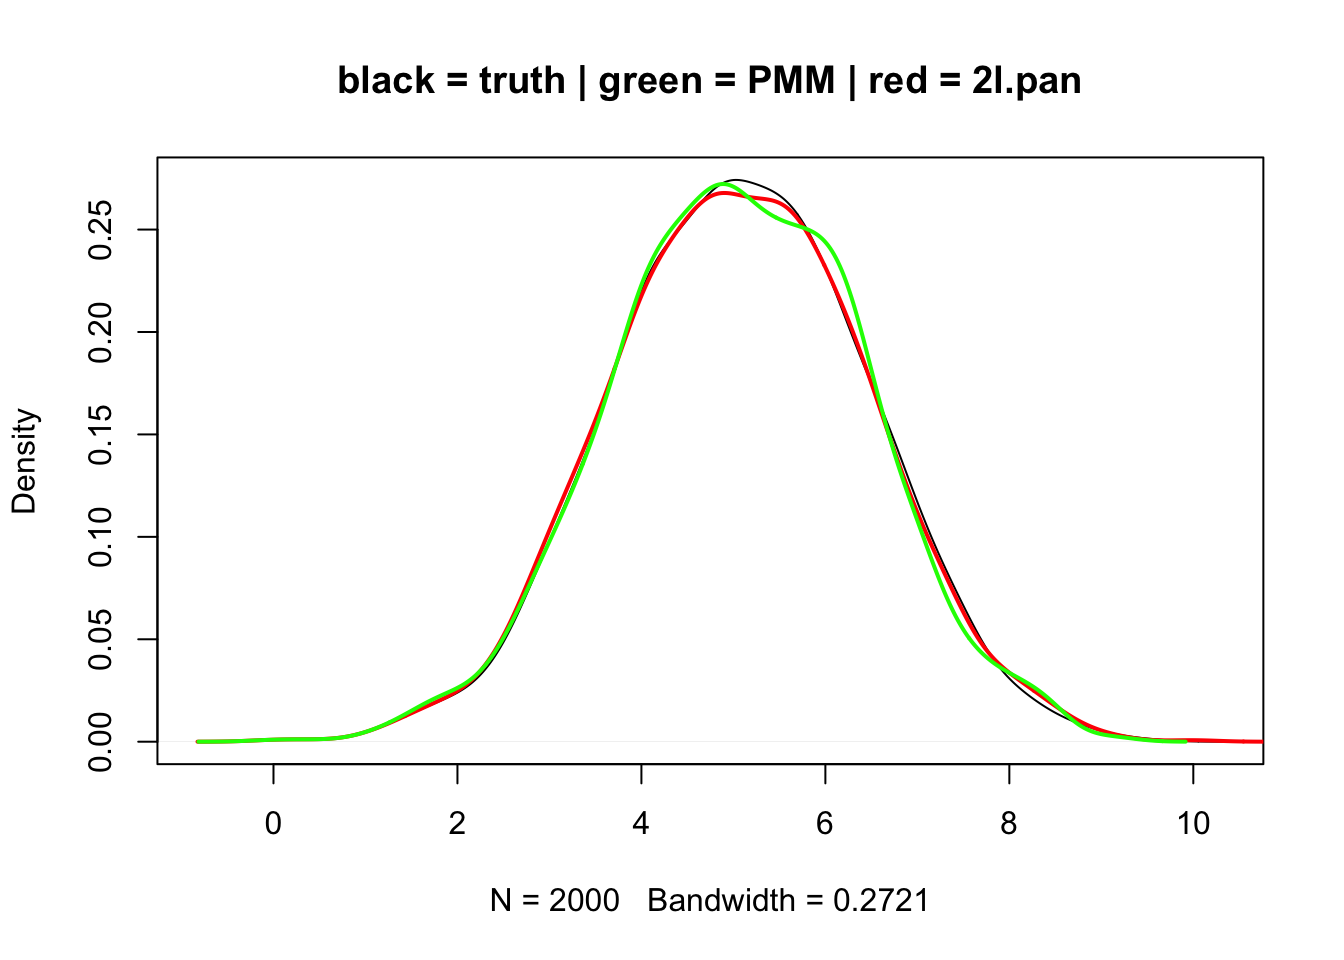 black = truth | green = PMM | red = 2l.pan
Density
0.25
0.20
0.15
0.10
0.05
0.00
0 2 4 6 8 10
N = 2000 Bandwidth = 0.2721